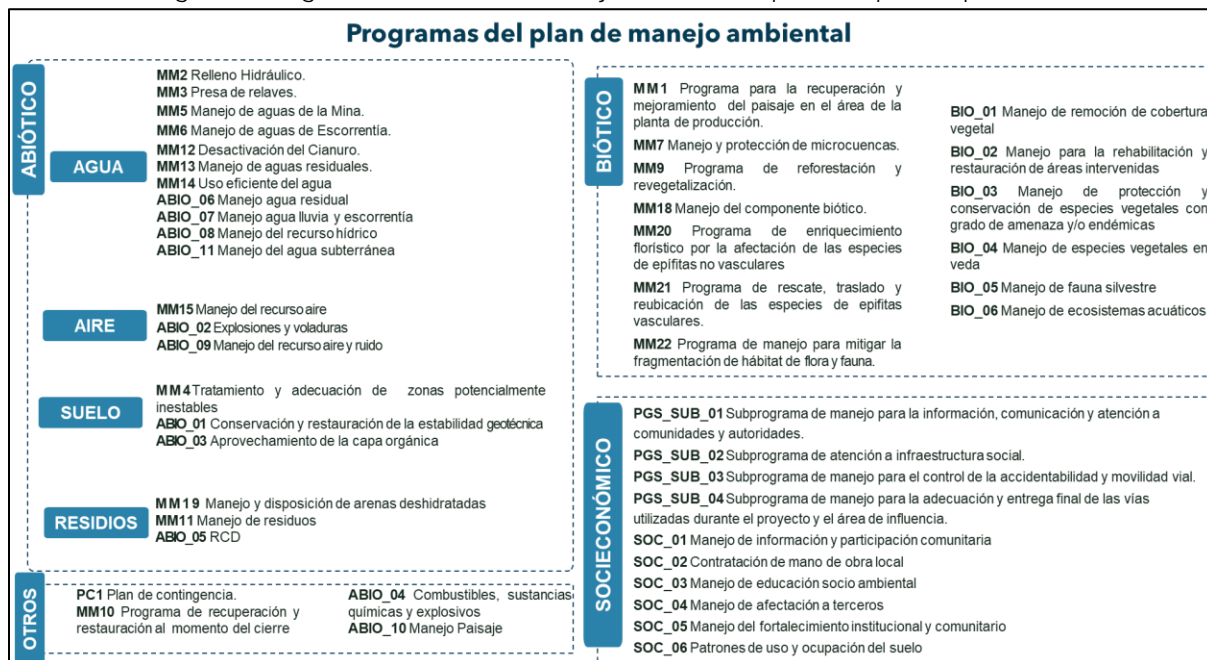 Programas del plan de manejo ambiental
ABIÓTICO
AGUA
MM2 Relleno Hidráulico.
MM3 Presa de relaves.
MM5 Manejo de aguas de la Mina.
MM6 Manejo de aguas de Escorrentía.
MM12 Desactivación del Cianuro.
MM13 Manejo de aguas residuales.
MM14 Uso eficiente del agua
ABIO_06 Manejo agua residual
ABIO_07 Manejo agua lluvia y escorrentía
ABIO_08 Manejo del recurso hídrico
ABIO_11 Manejo del agua subterránea
AIRE
MM15 Manejo del recurso aire
ABIO_02 Explosiones y voladuras
ABIO_09 Manejo del recurso aire y ruido
SUELO
MM4 Tratamiento y adecuación de zonas potencialmente
inestables
ABIO_01 Conservación y restauración de la estabilidad geotécnica
ABIO_03 Aprovechamiento de la capa orgánica
RESIDIOS
MM19 Manejo y disposición de arenas deshidratadas
MM11 Manejo de residuos
ABIO_05 RCD
OTROS
PC1 Plan de contingencia.
MM10 Programa de recuperación y
restauración al momento del cierre
ABIO_04 Combustibles, sustancias
químicas y explosivos
ABIO_10 Manejo Paisaje
BIÓTICO
MM1 Programa para la recuperación y
mejoramiento del paisaje en el área de la
planta de producción.
MM7 Manejo y protección de microcuencas.
MM9 Programa de reforestación y
revegetalización.
MM18 Manejo del componente biótico.
MM20 Programa de enriquecimiento
florístico por la afectación de las especies
de epífitas no vasculares
MM21 Programa de rescate, traslado y
reubicación de las especies de epifitas
vasculares.
MM22 Programa de manejo para mitigar la
fragmentación de hábitat de flora y fauna.
BIO_01 Manejo de remoción de cobertura
vegetal
BIO_02 Manejo para la rehabilitación y
restauración de áreas intervenidas
BIO_03 Manejo de protección y
conservación de especies vegetales con
grado de amenaza y/o endémicas
BIO_04 Manejo de especies vegetales en
veda
BIO_05 Manejo de fauna silvestre
BIO_06 Manejo de ecosistemas acuáticos
SOCIECONÓMICO
PGS_SUB_01 Subprograma de manejo para la información, comunicación y atención a
comunidades y autoridades.
PGS_SUB_02 Subprograma de atención a infraestructura social.
PGS_SUB_03 Subprograma de manejo para el control de la accidentabilidad y movilidad vial.
PGS_SUB_04 Subprograma de manejo para la adecuación y entrega final de las vías
utilizadas durante el proyecto y el área de influencia.
SOC_01 Manejo de información y participación comunitaria
SOC_02 Contratación de mano de obra local
SOC_03 Manejo de educación socio ambiental
SOC_04 Manejo de afectación a terceros
SOC_05 Manejo del fortalecimiento institucional y comunitario
SOC_06 Patrones de uso y ocupación del suelo